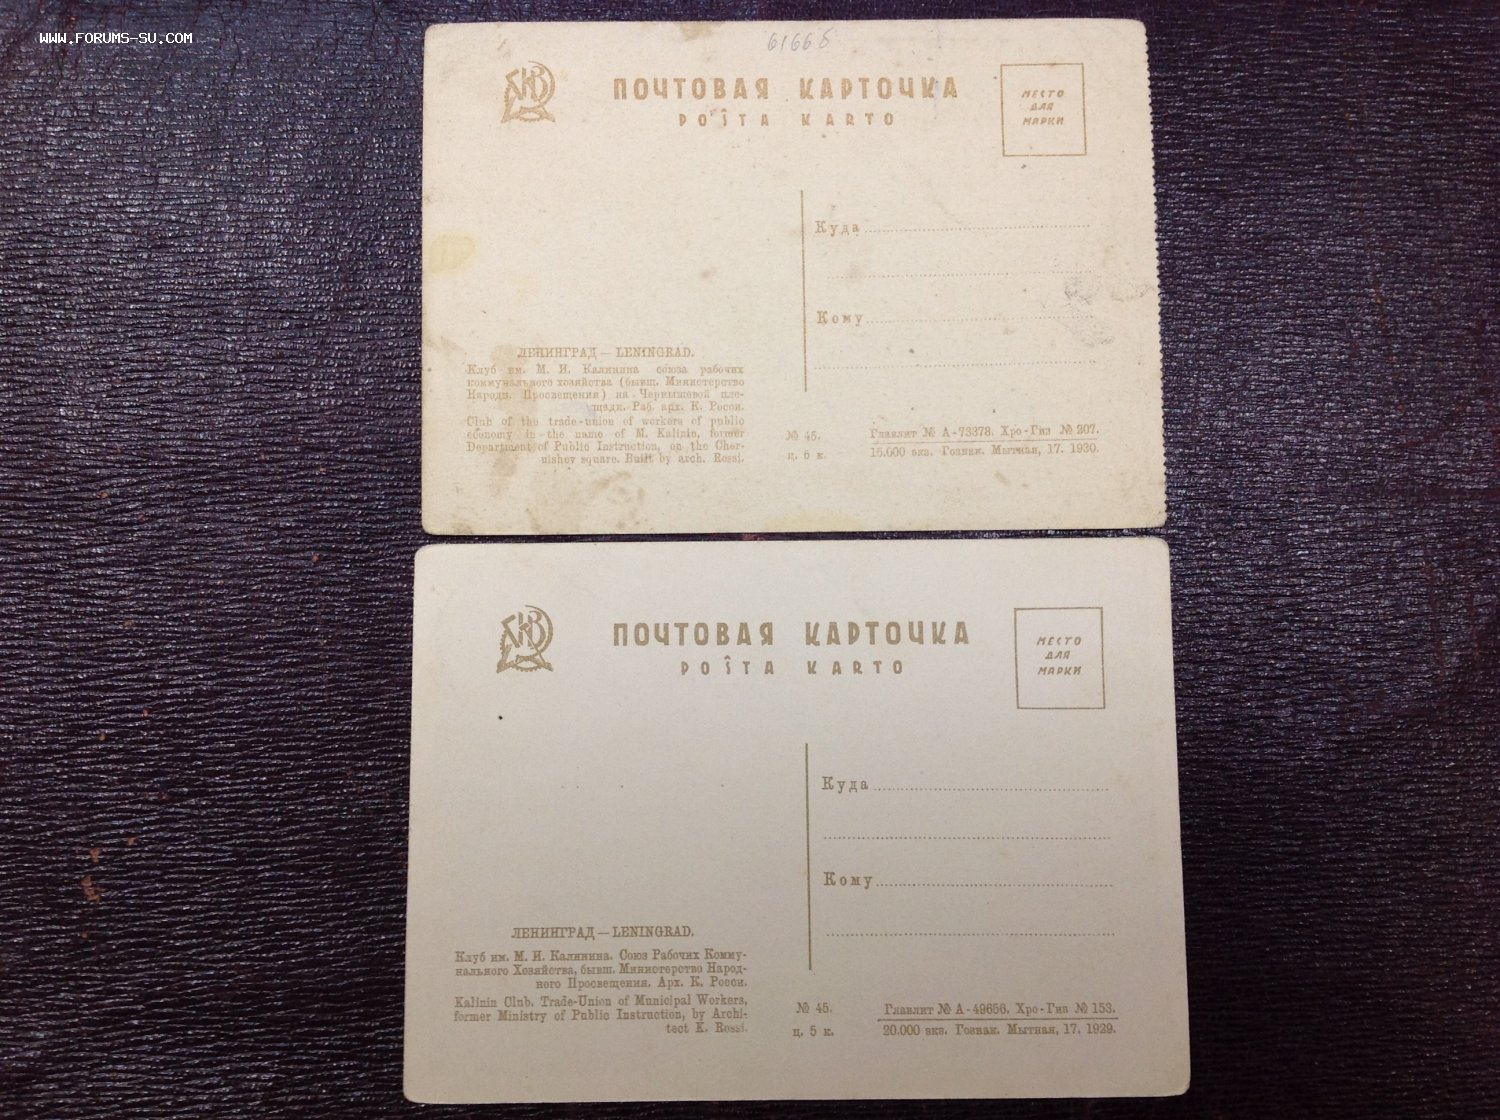 WWW.FORUMS-SU.COM
61668
ПОЧТОВАЯ КАРТОЧКА
POŜTA KARTO
МЕСТО
ДЛЯ
МАРКИ
Куда
Кому
ЛЕНИНГРАД — LENINGRAD.
Клуб им. М. И. Калинина союза рабочих
коммунального хозяйства (бывш. Министерство
Народн. Просвещения) на Чернышевой пло-
щади. Раб. арх. К. Росси.
Club of the trade-union of workers of public
economy in the name of M. Kalinin, former
Department of Public Instruction, on the Cher-
nishev square. Built by arch. Rossi.
№ 45.
ц. 6 к.
Главлит № А-73378. Хро-Гиз № 307.
15.000 экз. Гознак. Мытная, 17. 1930.
ПОЧТОВАЯ КАРТОЧКА
POŜTA KARTO
МЕСТО
ДЛЯ
МАРКИ
Куда
Кому
ЛЕНИНГРАД — LENINGRAD.
Клуб им. М. И. Калинина. Союз Рабочих Комму-
нального Хозяйства, бывш. Министерство Народ-
ного Просвещения. Арх. К. Росси.
Kalinin Club. Trade-Union of Municipal Workers,
former Ministry of Public Instruction, by Archi-
tect K. Rossi.
№ 45.
ц. 5 к.
Главлит № А-49656. Хро-Гиз № 153.
20.000 экз. Гознак. Мытная, 17. 1929.